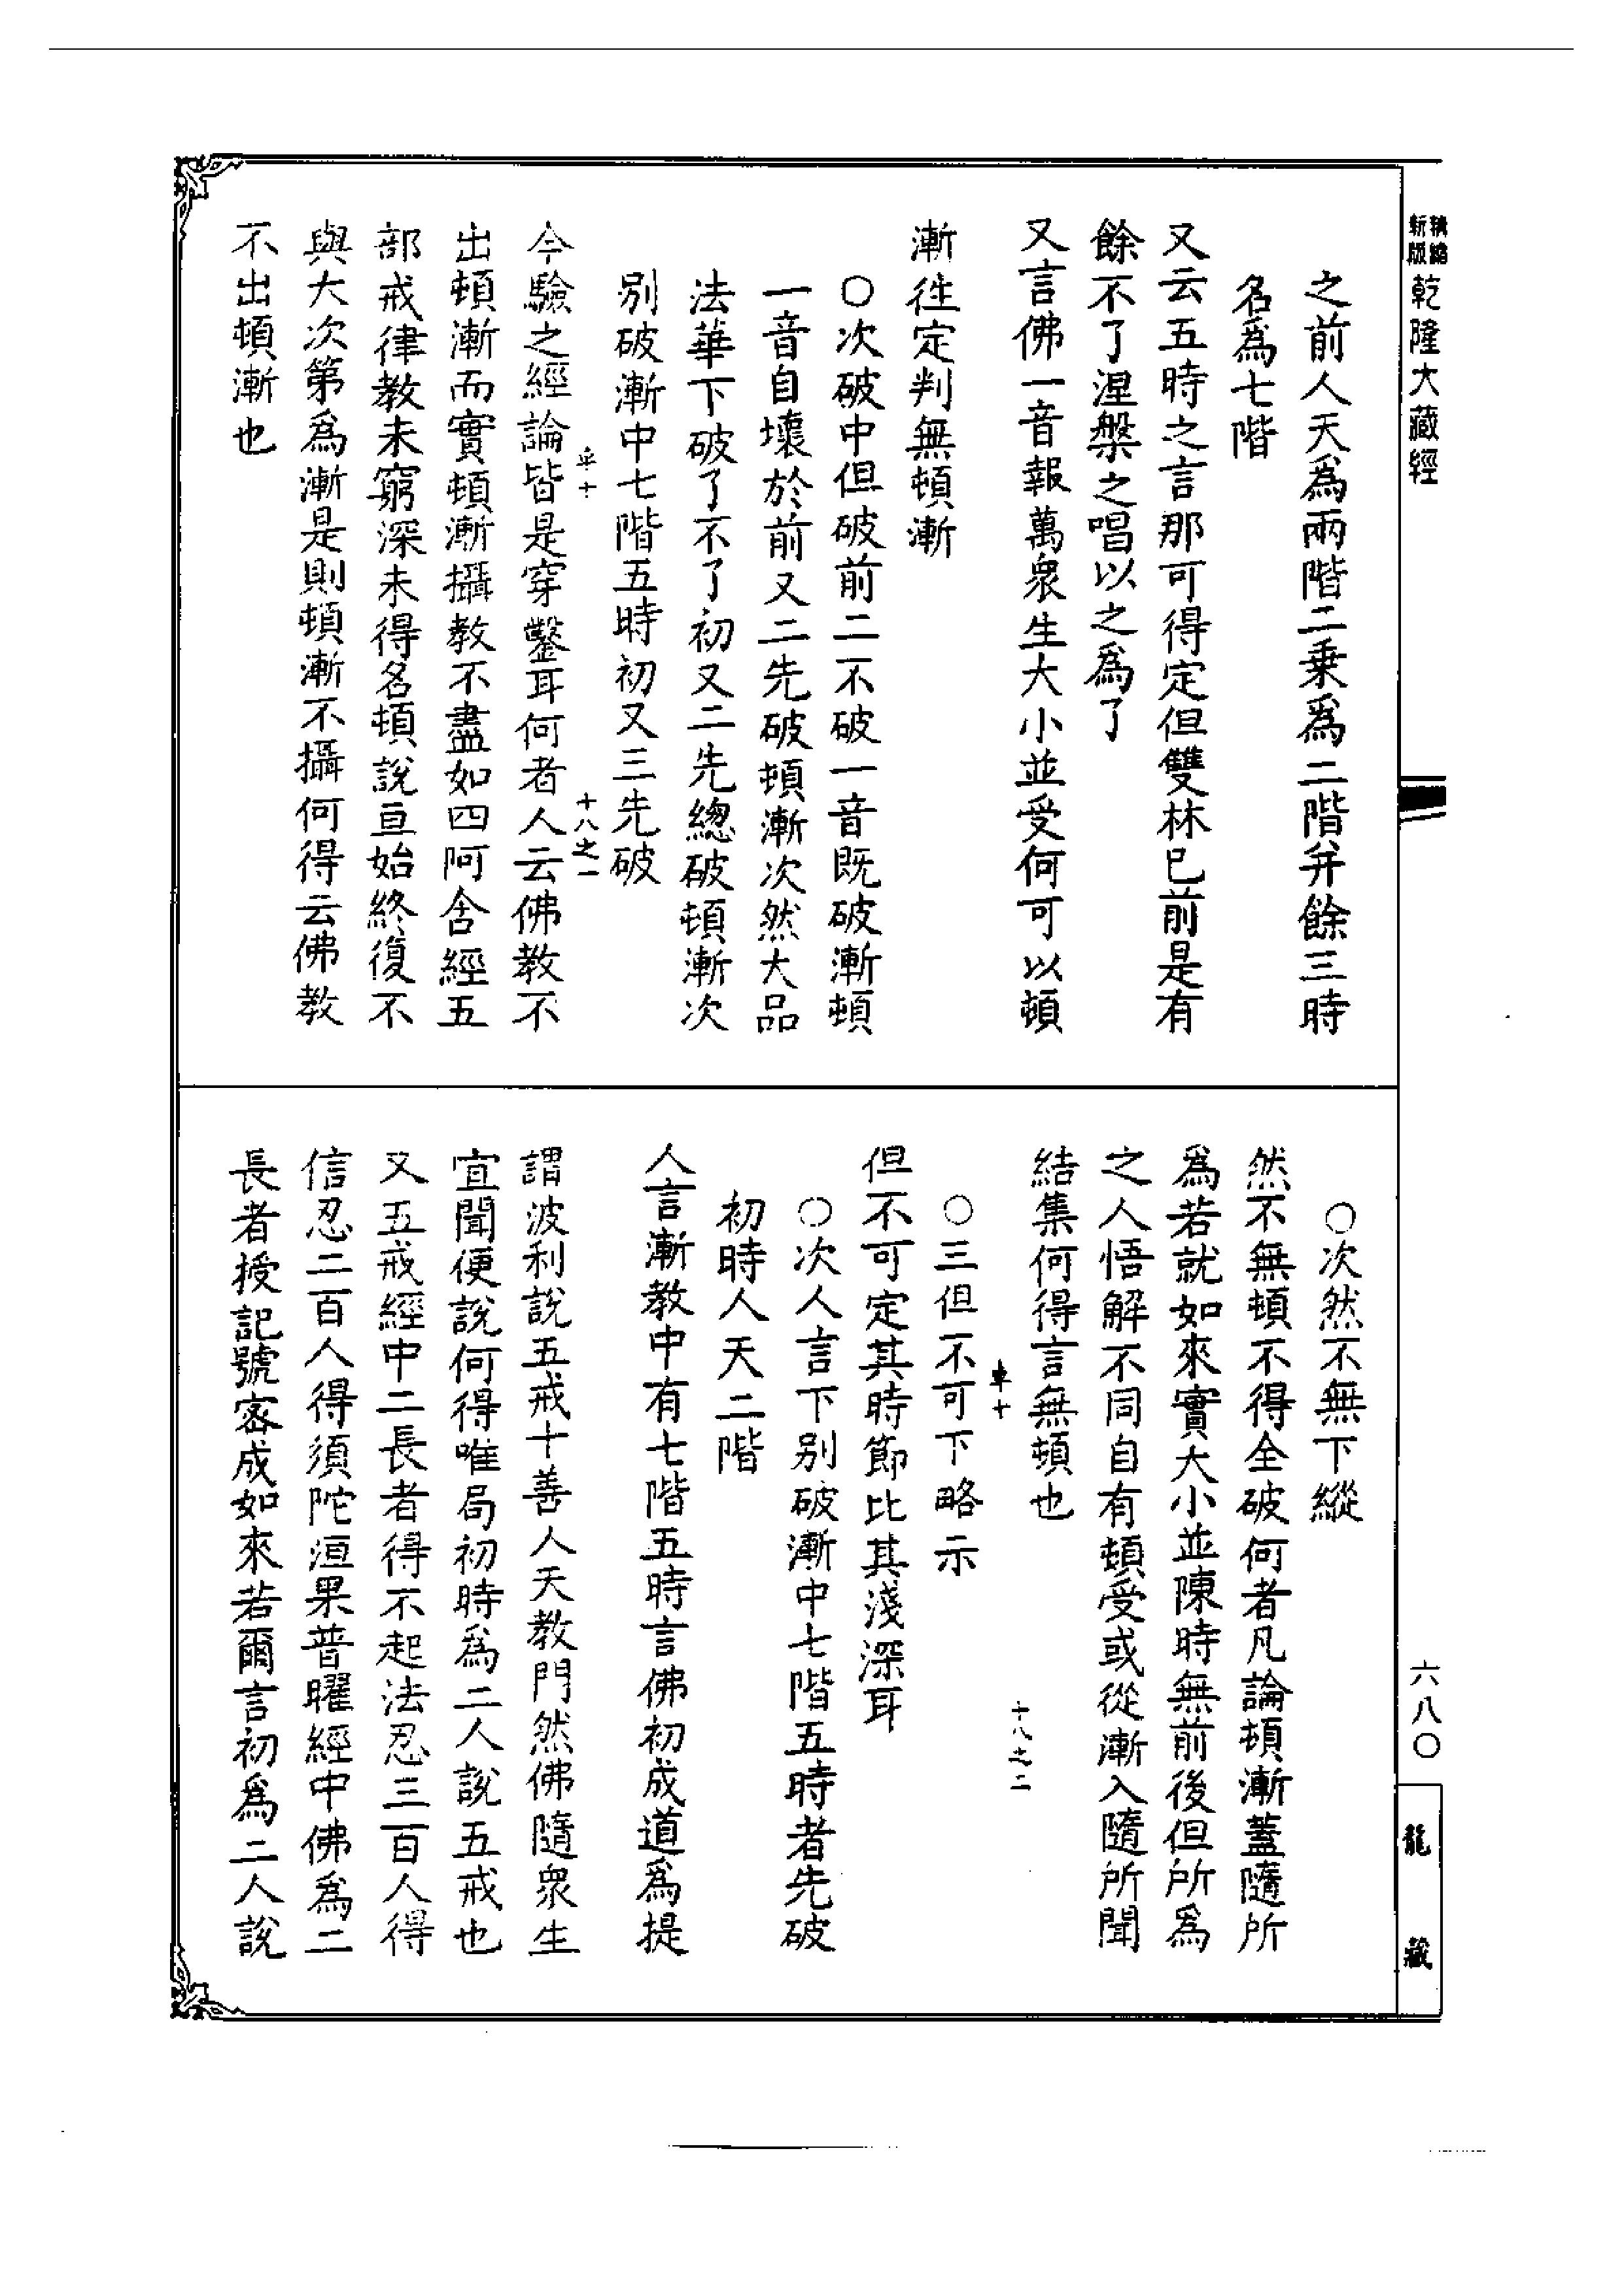 新版
精縮
乾隆大藏經
之前人天爲兩階二乗爲二階并餘三時
名爲七階
又云五時之言那可得定但雙林已前是有
餘不了涅槃之唱以之爲了
又言佛一音報萬衆生大小並受何可以頓
漸徃定判無頓漸
○次破中但破前二不破一音既破漸頓
一音自壞於前又二先破頓漸次然大品
法華下破了不了初又二先總破頓漸次
別破漸中七階五時初又三先破
十八之一
今驗之經論皆是穿鑿耳何者人云佛教不
出頓漸而實頓漸攝教不盡如四阿含經五
部戒律教未窮深未得名頓說亘始終復不
與大次第爲漸是則頓漸不攝何得云佛教
不出頓漸也
六八〇
龍藏
○次然不無下縱
然不無頓不得全破何者凡論頓漸蓋隨所
爲若就如來實大小並陳時無前後但所爲
之人悟解不同自有頓受或從漸入隨所聞
結集何得言無頓也
十八之二
○三但不可下略示
但不可定其時節比其淺深耳
○次人言下別破漸中七階五時者先破
初時人天二階
人言漸教中有七階五時言佛初成道爲提
謂波利說五戒十善人天教門然佛隨衆生
宜聞便說何得唯局初時爲二人說五戒也
又五戒經中二長者得不起法忍三百人得
信忍二百人得須陀洹果普曜經中佛爲二
長者授記號密成如來若爾言初爲二人說